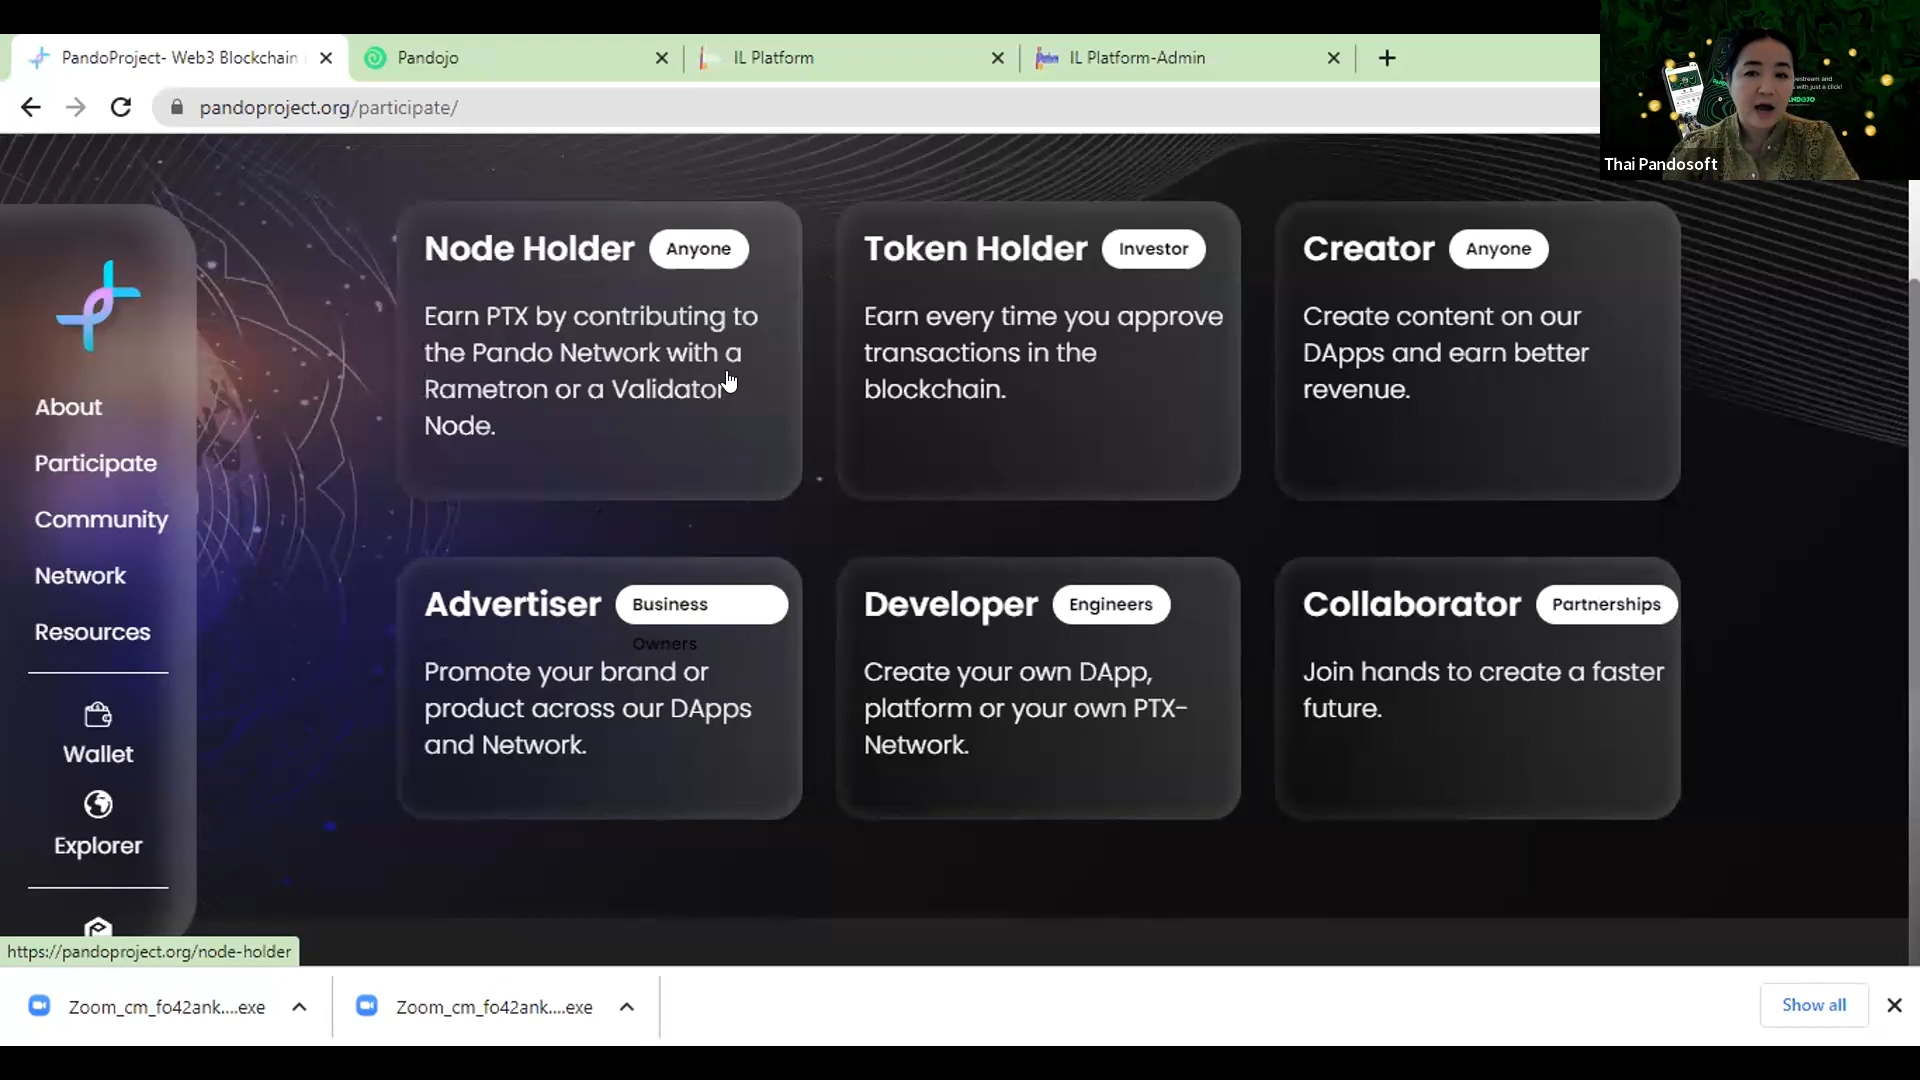 PandoProject- Web3 Blockchain
Pandojo
IL Platform
IL Platform-Admin
pandoproject.org/participate/
with just a click!
Thai Pandosoft
About
Participate
Community
Network
Resources
Wallet
Explorer
Node Holder Anyone
Earn PTX by contributing to
the Pando Network with a
Rametron or a Validator
Node.
Token Holder Investor
Earn every time you approve
transactions in the
blockchain.
Creator Anyone
Create content on our
DApps and earn better
revenue.
Advertiser Business
Owners
Promote your brand or
product across our DApps
and Network.
Developer Engineers
Create your own DApp,
platform or your own PTX-
Network.
Collaborator Partnerships
Join hands to create a faster
future.
https://pandoproject.org/node-holder
Zoom_cm_fo42ank....exe
Zoom_cm_fo42ank....exe
Show all